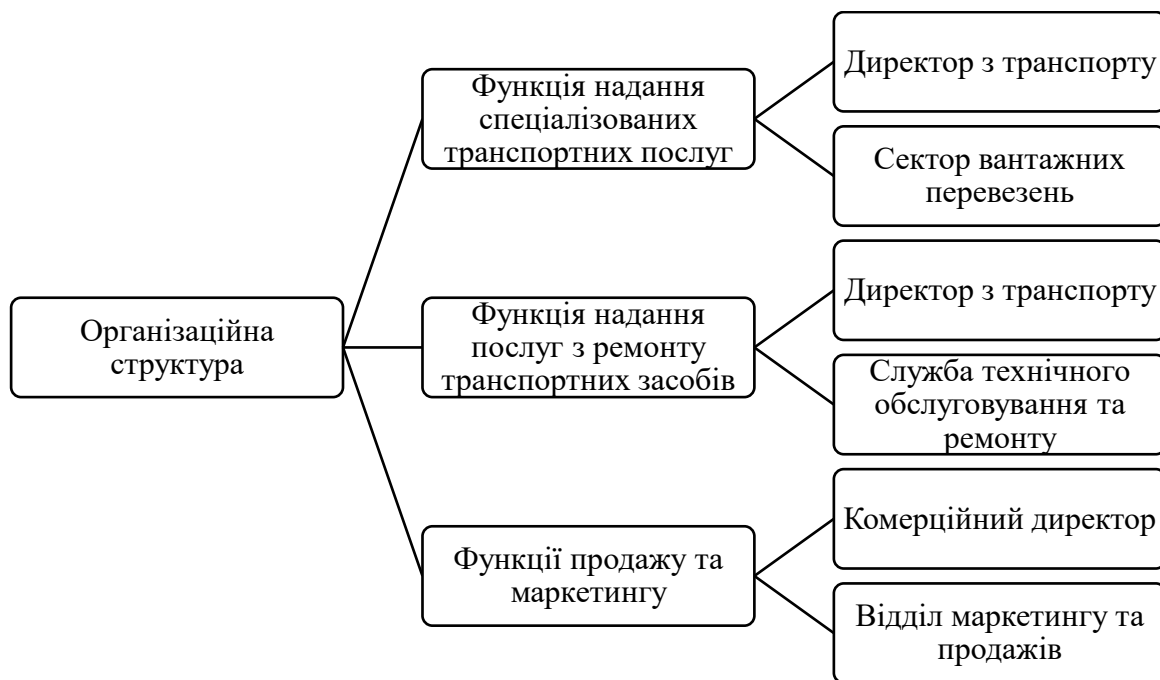 Організаційна
структура
Функція надання
спеціалізованих
транспортних послуг
Директор з транспорту
Сектор вантажних
перевезень
Функція надання
послуг з ремонту
транспортних засобів
Директор з транспорту
Служба технічного
обслуговування та
ремонту
Функції продажу та
маркетингу
Комерційний директор
Відділ маркетингу та
продажів